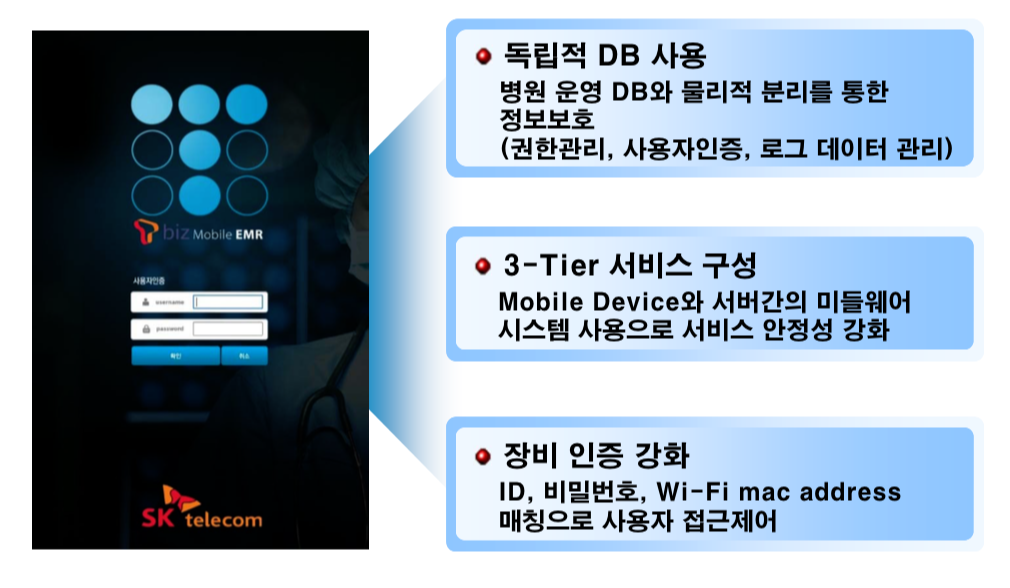 biz Mobile EMR
사용자인증
username
password
확인
취소
SK telecom
독립적 DB 사용
병원 운영 DB와 물리적 분리를 통한
정보보호
(권한관리, 사용자인증, 로그 데이터 관리)
3-Tier 서비스 구성
Mobile Device와 서버간의 미들웨어
시스템 사용으로 서비스 안정성 강화
장비 인증 강화
ID, 비밀번호, Wi-Fi mac address
매칭으로 사용자 접근제어